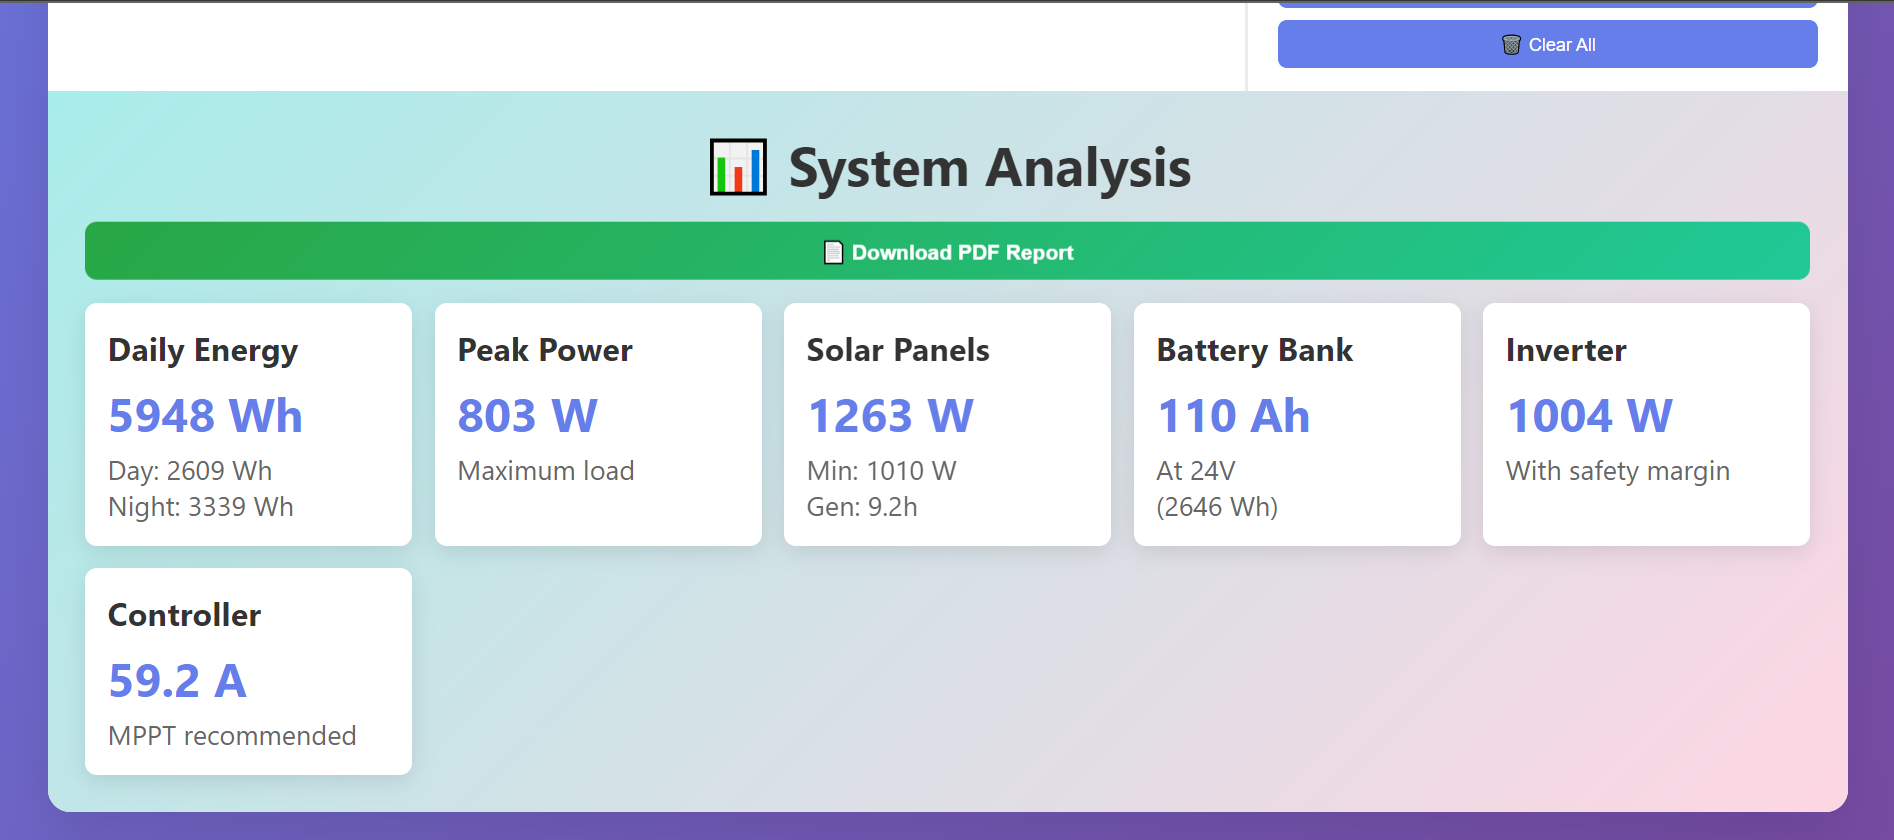 🗑️ Clear All
📊 System Analysis
📄 Download PDF Report
Daily Energy
5948 Wh
Day: 2609 Wh
Night: 3339 Wh
Peak Power
803 W
Maximum load
Solar Panels
1263 W
Min: 1010 W
Gen: 9.2h
Battery Bank
110 Ah
At 24V
(2646 Wh)
Inverter
1004 W
With safety margin
Controller
59.2 A
MPPT recommended